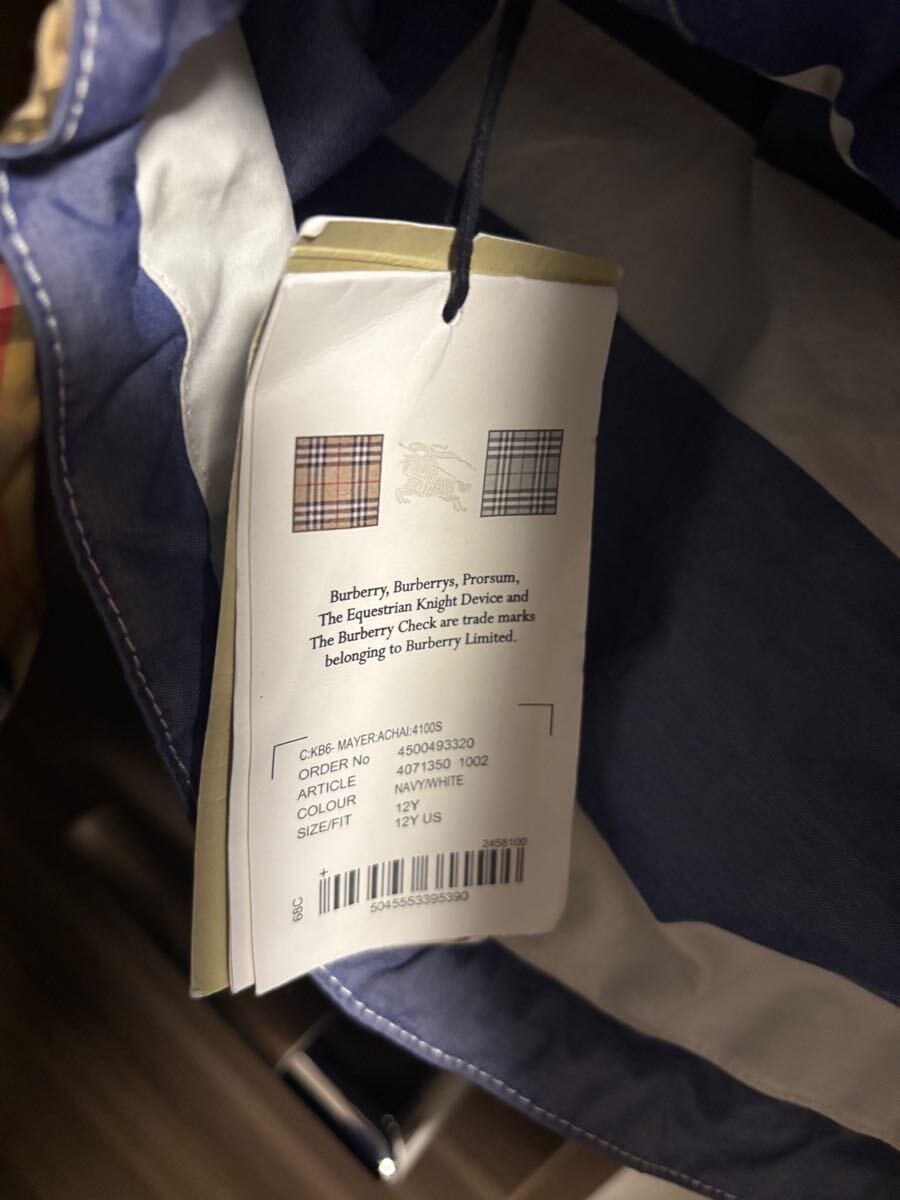 Burberry, Burberrys, Prorsum,
The Equestrian Knight Device and
The Burberry Check are trade marks
belonging to Burberry Limited.
C:KB6- MAYER:ACHAI:4100S
ORDER No 4500493320
ARTICLE 4071350 1002
COLOUR NAVY/WHITE
SIZE/FIT 12Y
12Y US
2458100
+
68C
5045553395390